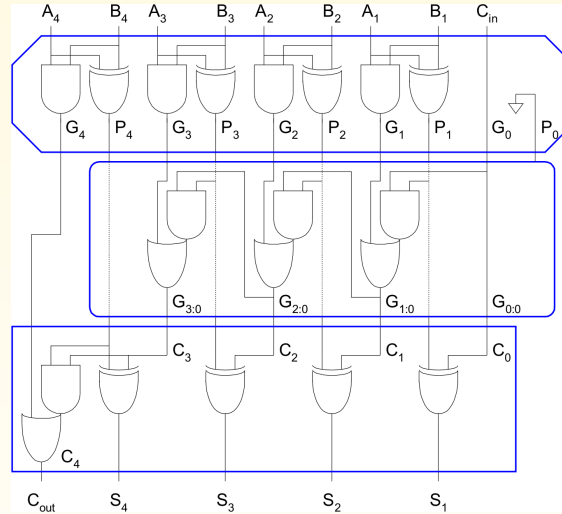 A4 B4 A3 B3 A2 B2 A1 B1 Cin
G4 P4 G3 P3 G2 P2 G1 P1 G0 P0
G3:0 G2:0 G1:0 G0:0
C3 C2 C1 C0
C4
Cout S4 S3 S2 S1